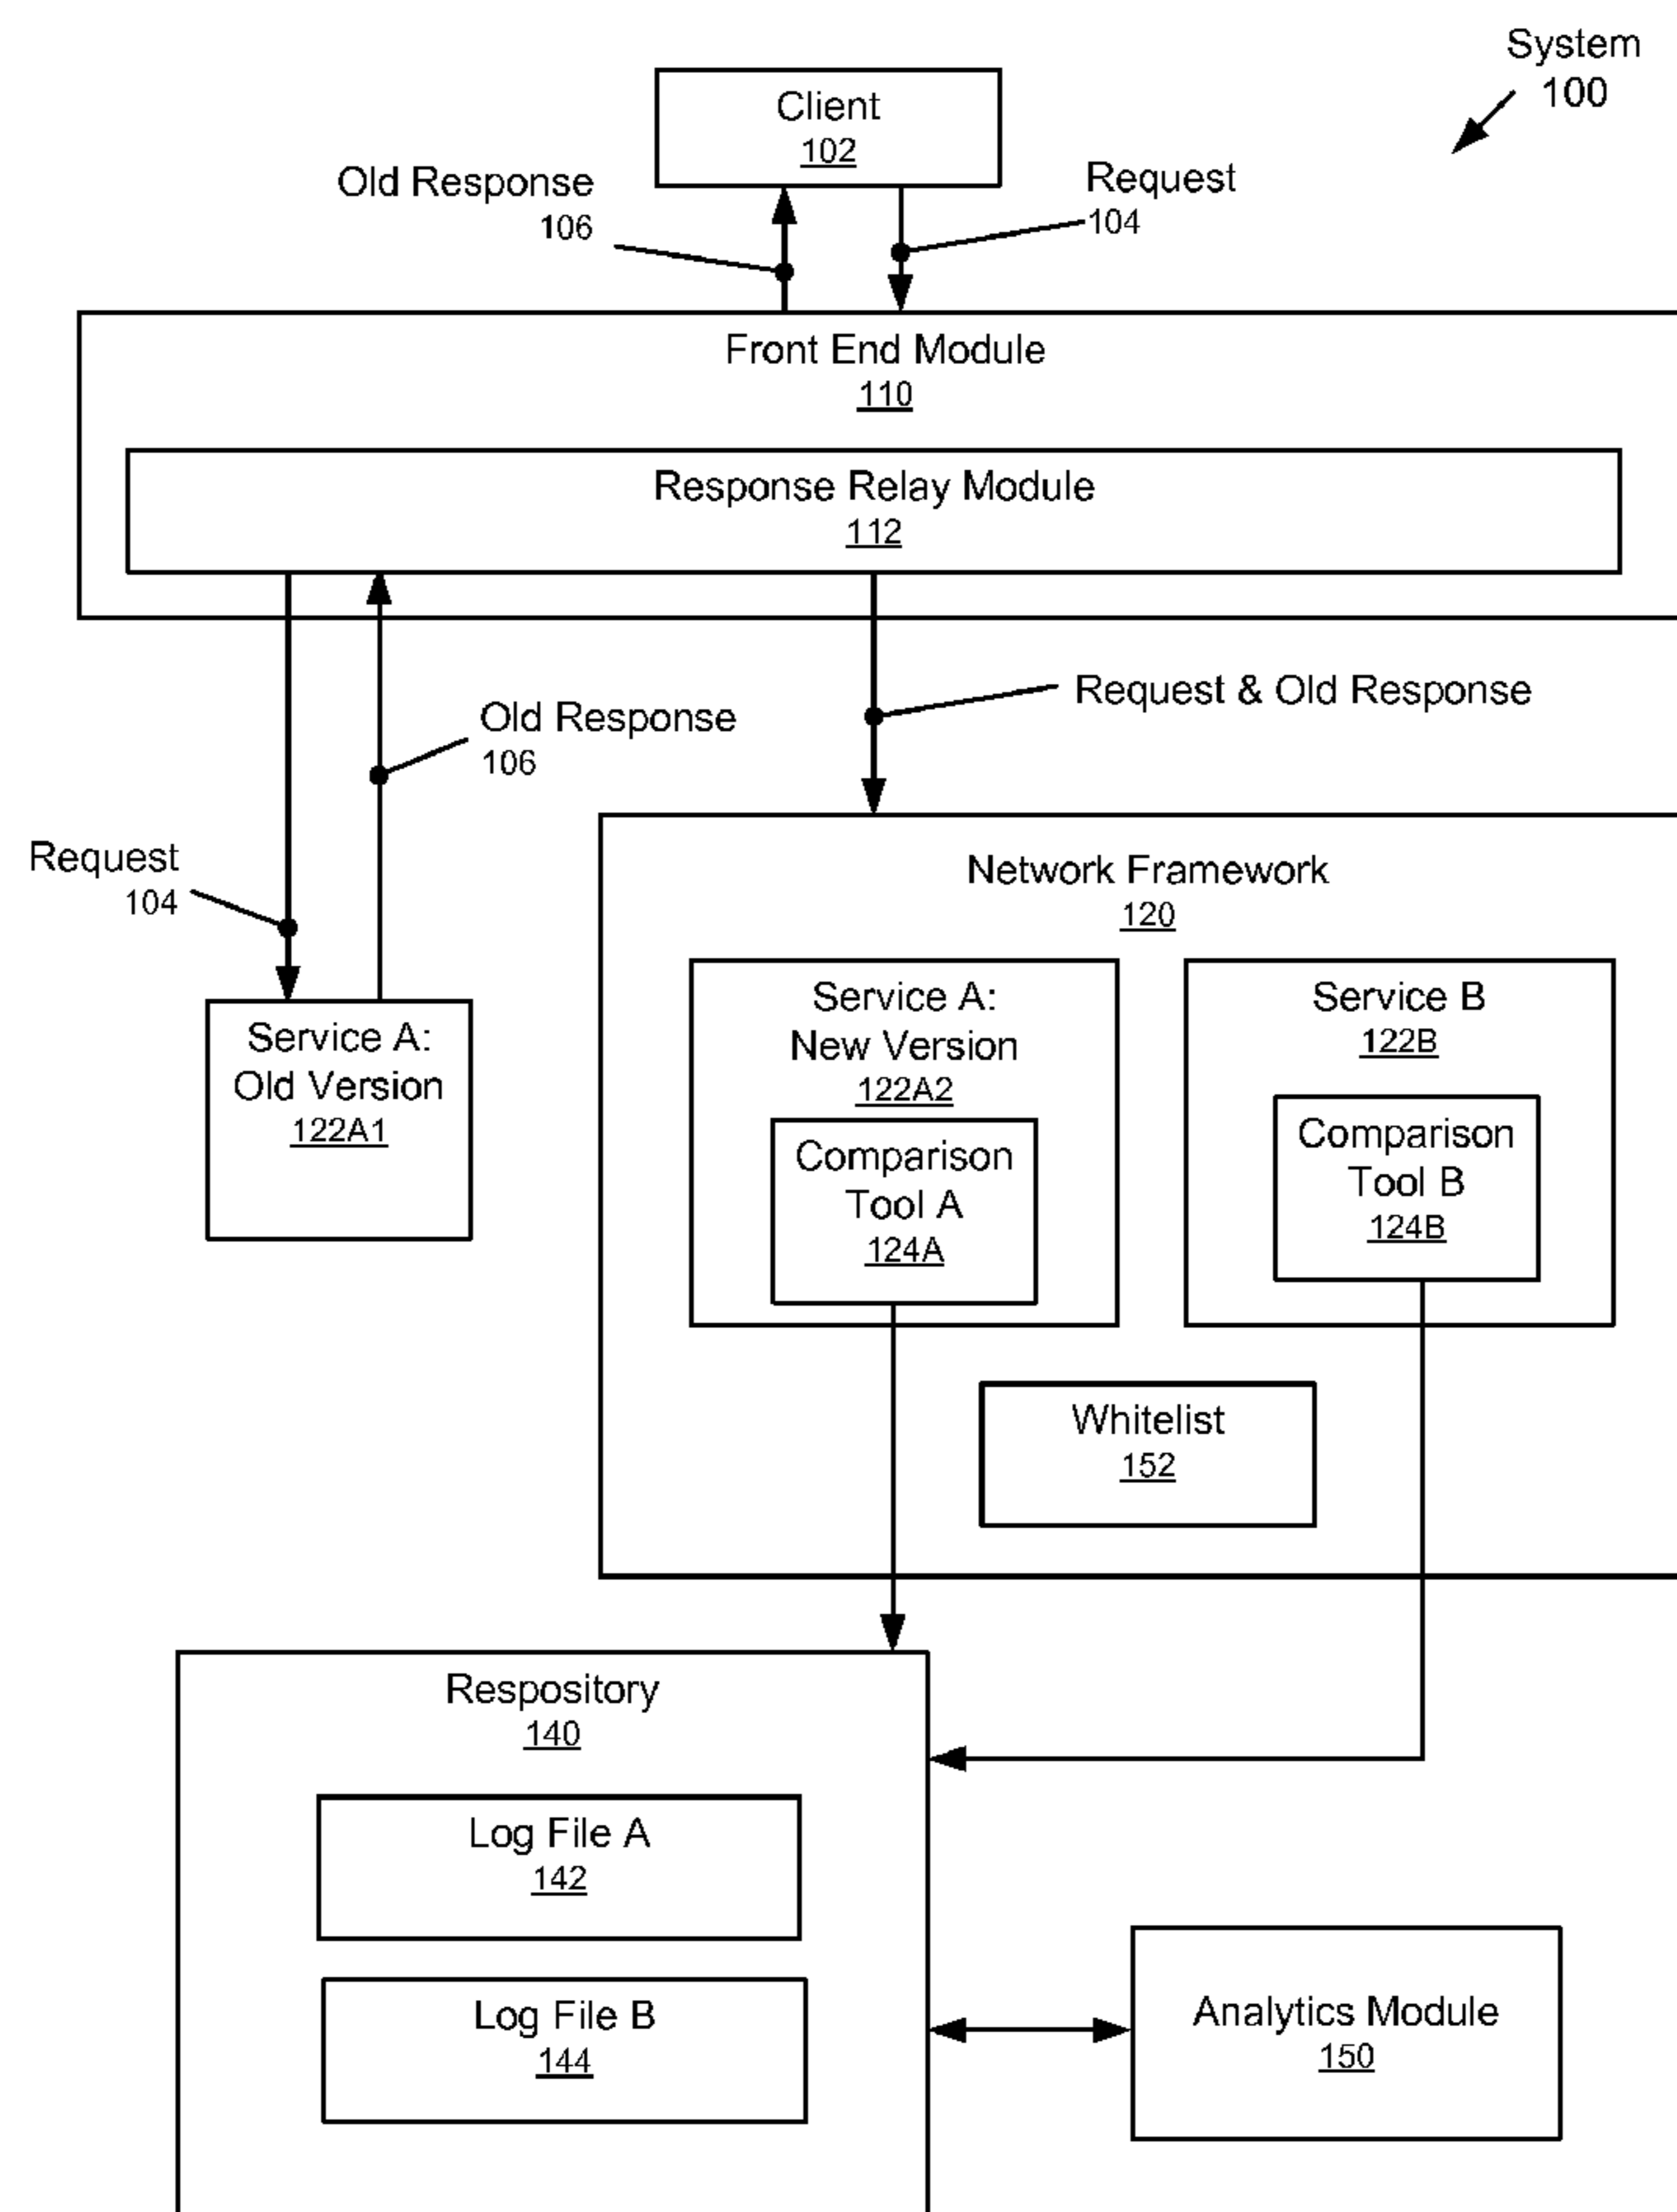 System
100
Client
102
Old Response
106
Request
104
Front End Module
110
Response Relay Module
112
Request & Old Response
Old Response
106
Request
104
Network Framework
120
Service A:
Old Version
122A1
Service A:
New Version
122A2
Comparison
Tool A
124A
Service B
122B
Comparison
Tool B
124B
Whitelist
152
Respository
140
Log File A
142
Log File B
144
Analytics Module
150